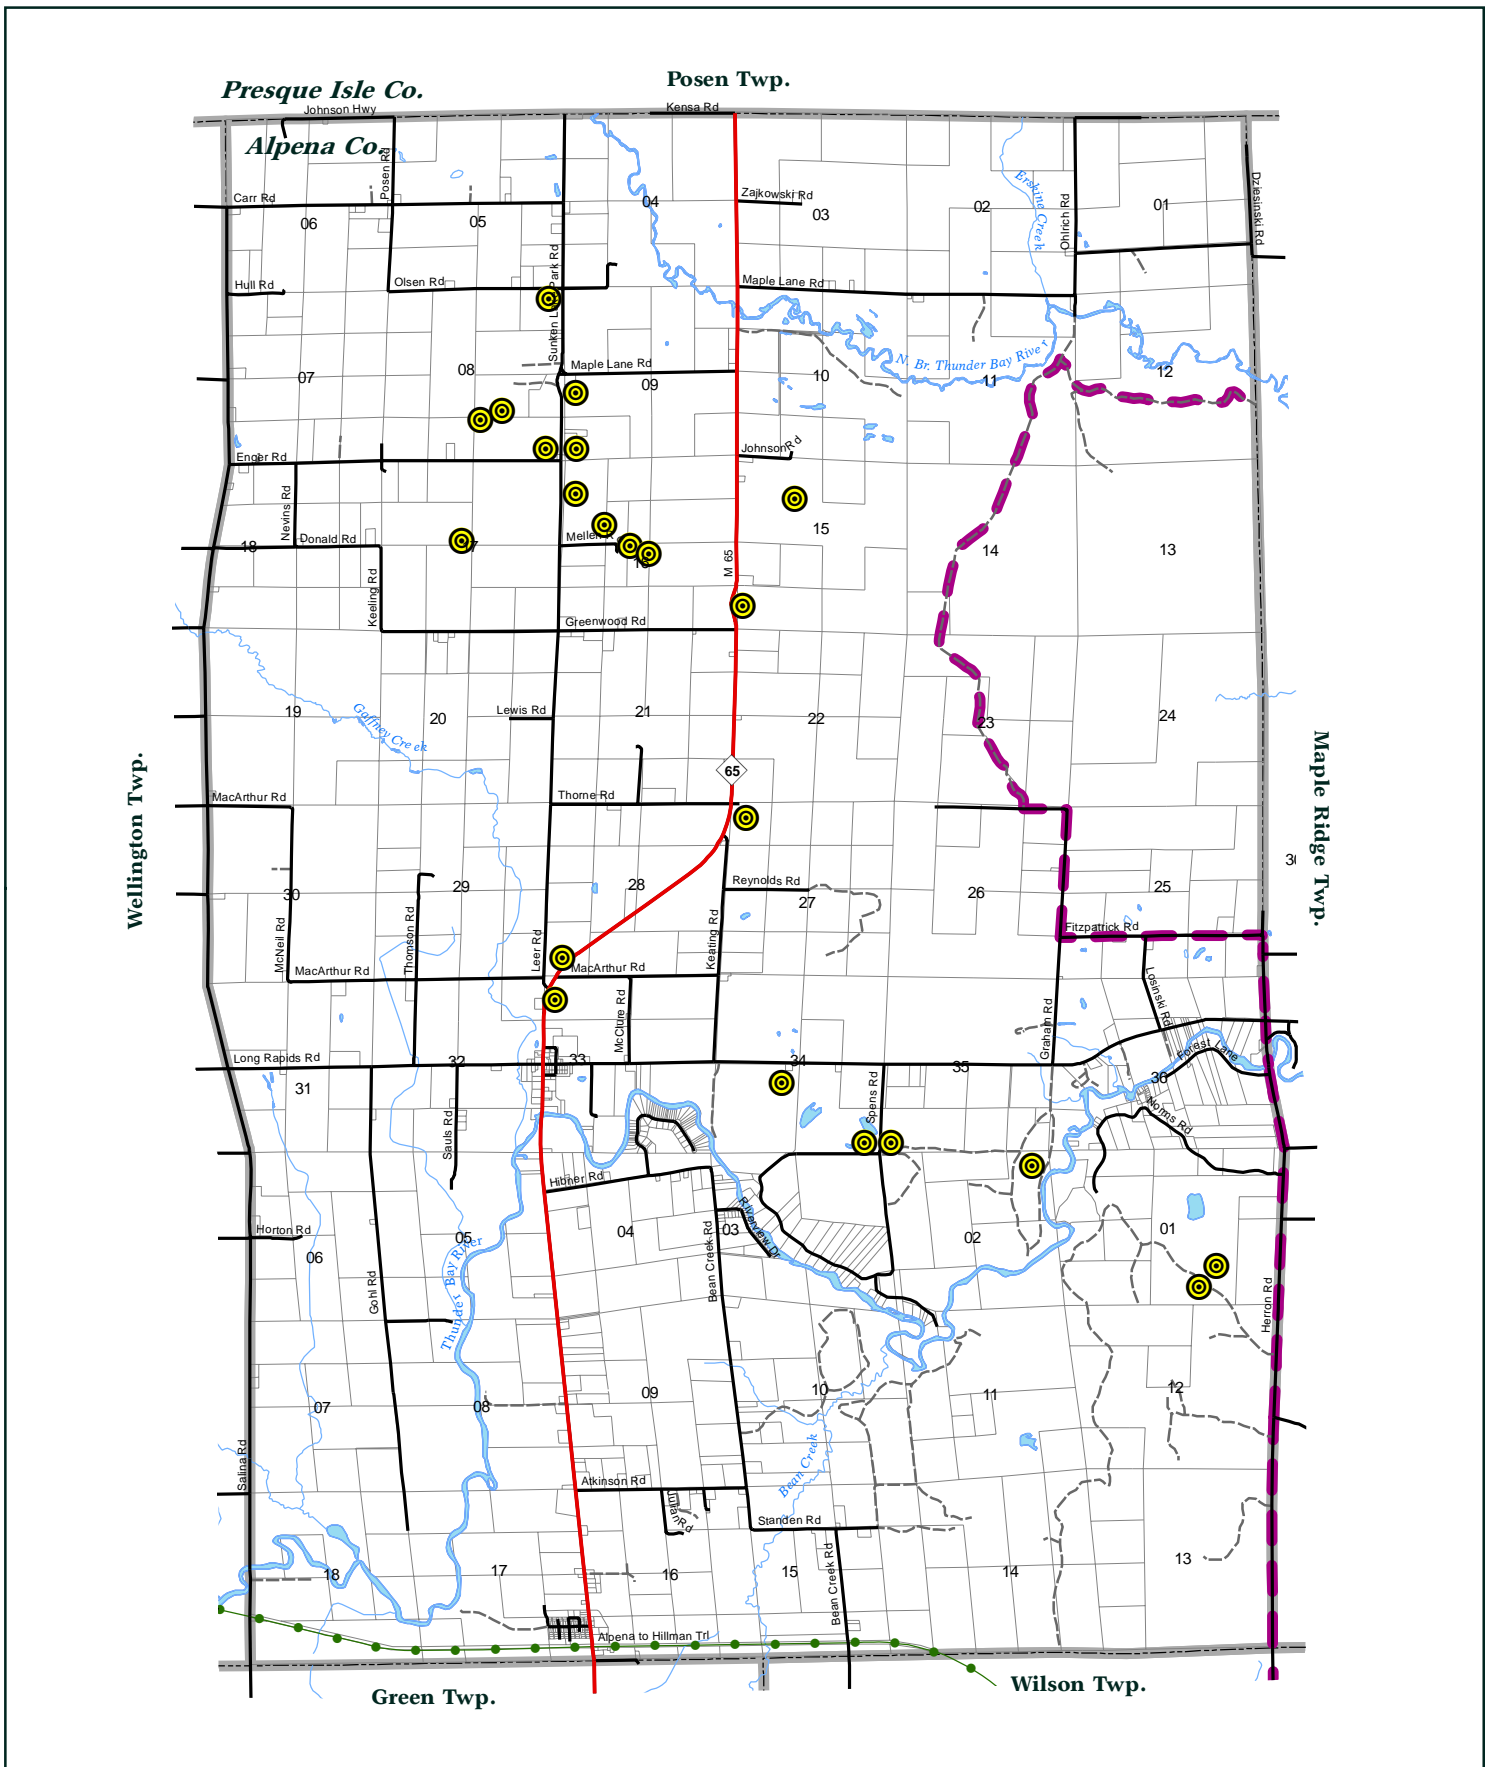 Posen Twp.
Presque Isle Co.
Johnson Hwy
Kensa Rd
Alpena Co.
Posen Rd
Carr Rd
Zajkowski Rd
Erskine Creek
Ohlrich Rd
Dziesinski Rd
06
05
04
03
02
01
Hull Rd
Olsen Rd
Park Rd
Maple Lane Rd
Maple Lane Rd
N. Br. Thunder Bay River
07
08
09
10
11
12
Enger Rd
Johnson Rd
Nevins Rd
Donald Rd
Mellen R
M 65
18
15
14
13
Keeling Rd
Greenwood Rd
Gaffney Creek
Lewis Rd
19
20
21
22
23
24
65
Wellington Twp.
Maple Ridge Twp.
MacArthur Rd
Thorne Rd
Reynolds Rd
30
29
28
27
26
25
McNeil Rd
Thomson Rd
Leer Rd
Keating Rd
Fitzpatrick Rd
MacArthur Rd
MacArthur Rd
McClure Rd
Graham Rd
Losinski Rd
Forest Lane
Long Rapids Rd
31
32
33
34
35
36
Sauls Rd
Spens Rd
Norms Rd
Hibner Rd
Riverview Dr
Bean Creek Rd
Horton Rd
06
05
04
03
02
01
Gohl Rd
Thunder Bay River
Herron Rd
07
08
09
10
11
12
Salina Rd
Atkinson Rd
Julian Rd
Bean Creek
Standen Rd
Bean Creek Rd
18
17
16
15
14
13
Alpena to Hillman Trl
Green Twp.
Wilson Twp.